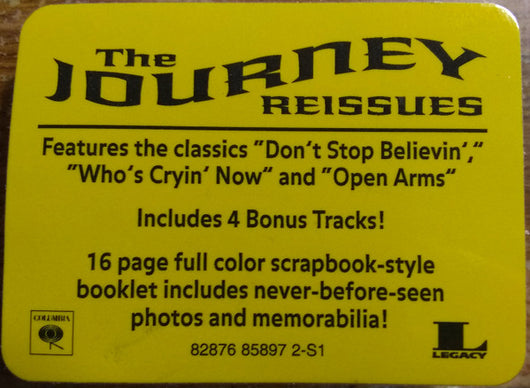 The
JOURNEY
REISSUES
Features the classics "Don't Stop Believin',"
"Who's Cryin' Now" and "Open Arms"
Includes 4 Bonus Tracks!
16 page full color scrapbook-style
booklet includes never-before-seen
photos and memorabilia!
COLUMBIA
82876 85897 2-S1
L
LEGACY